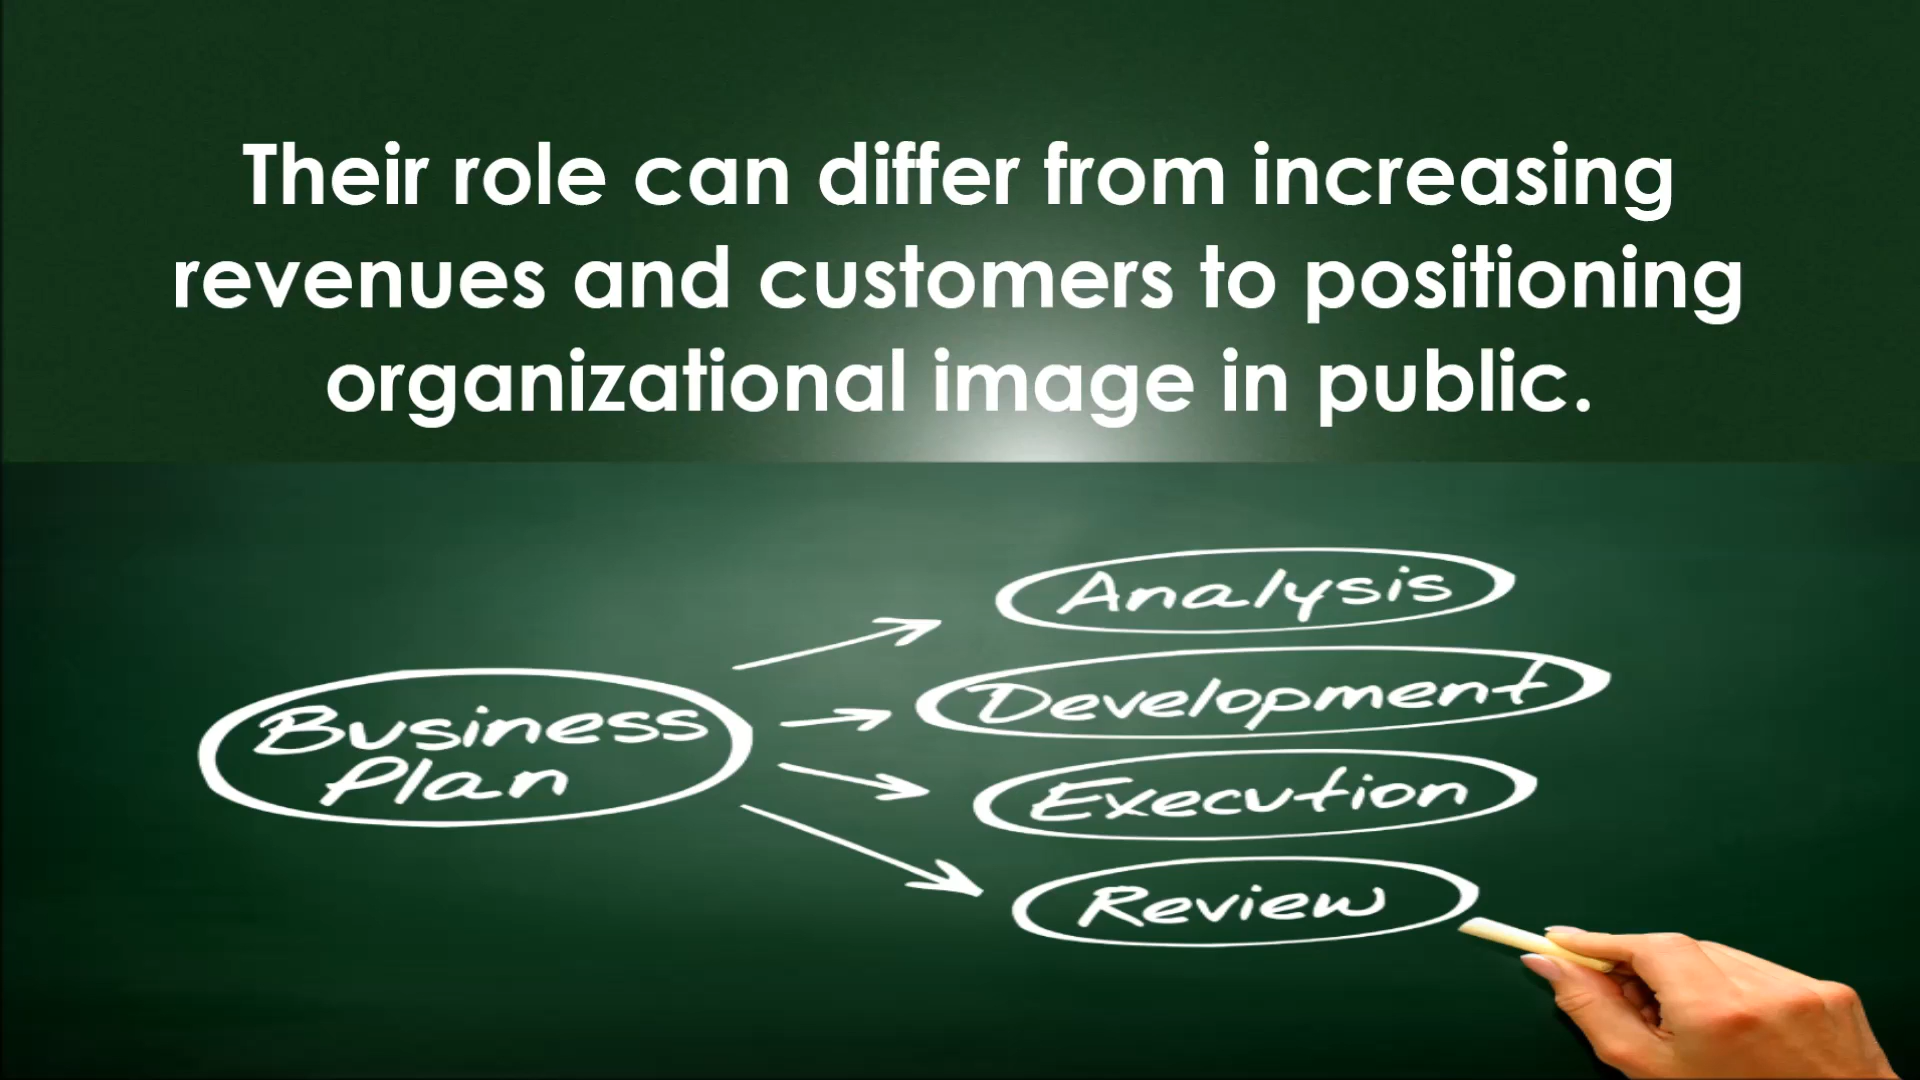 Their role can differ from increasing
revenues and customers to positioning
organizational image in public.
Business
Plan
Analysis
Development
Execution
Review